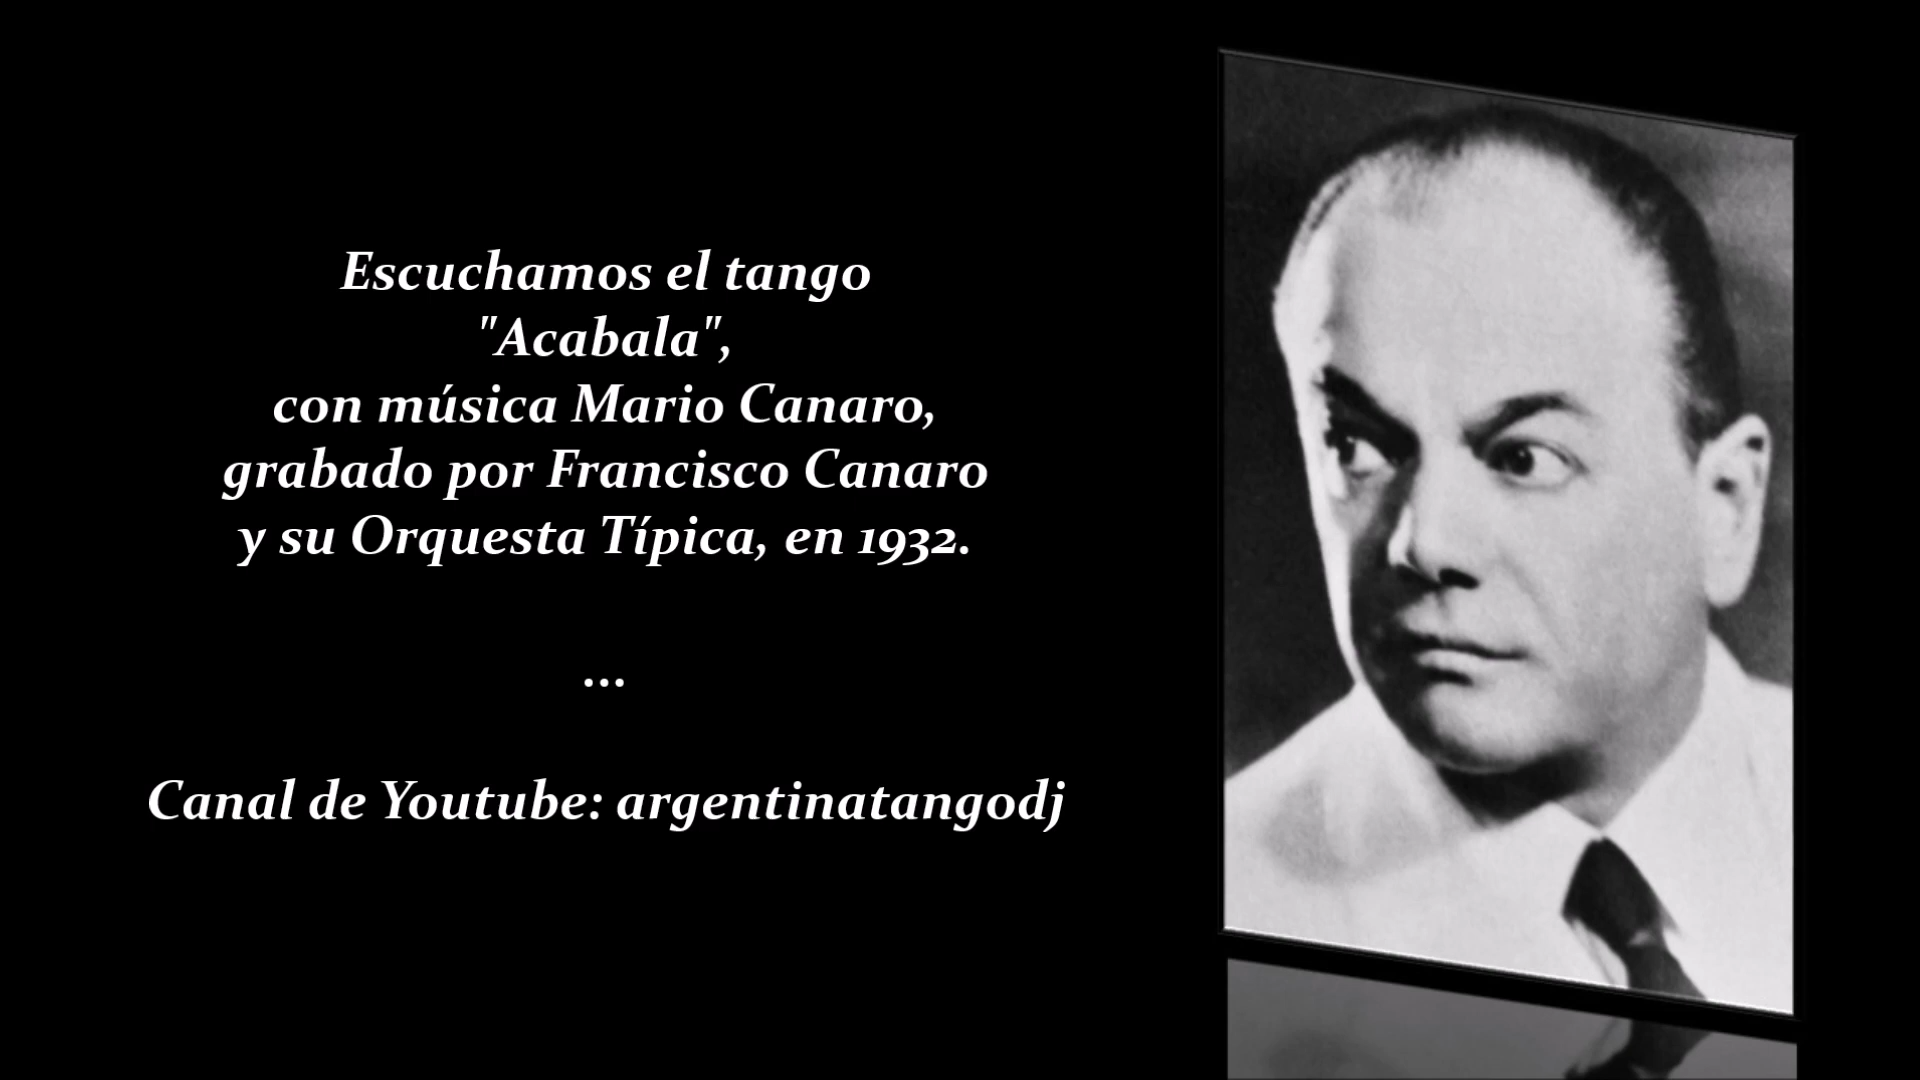 Escuchamos el tango
"Acabala",
con música Mario Canaro,
grabado por Francisco Canaro
y su Orquesta Típica, en 1932.
...
Canal de Youtube: argentinatangodj